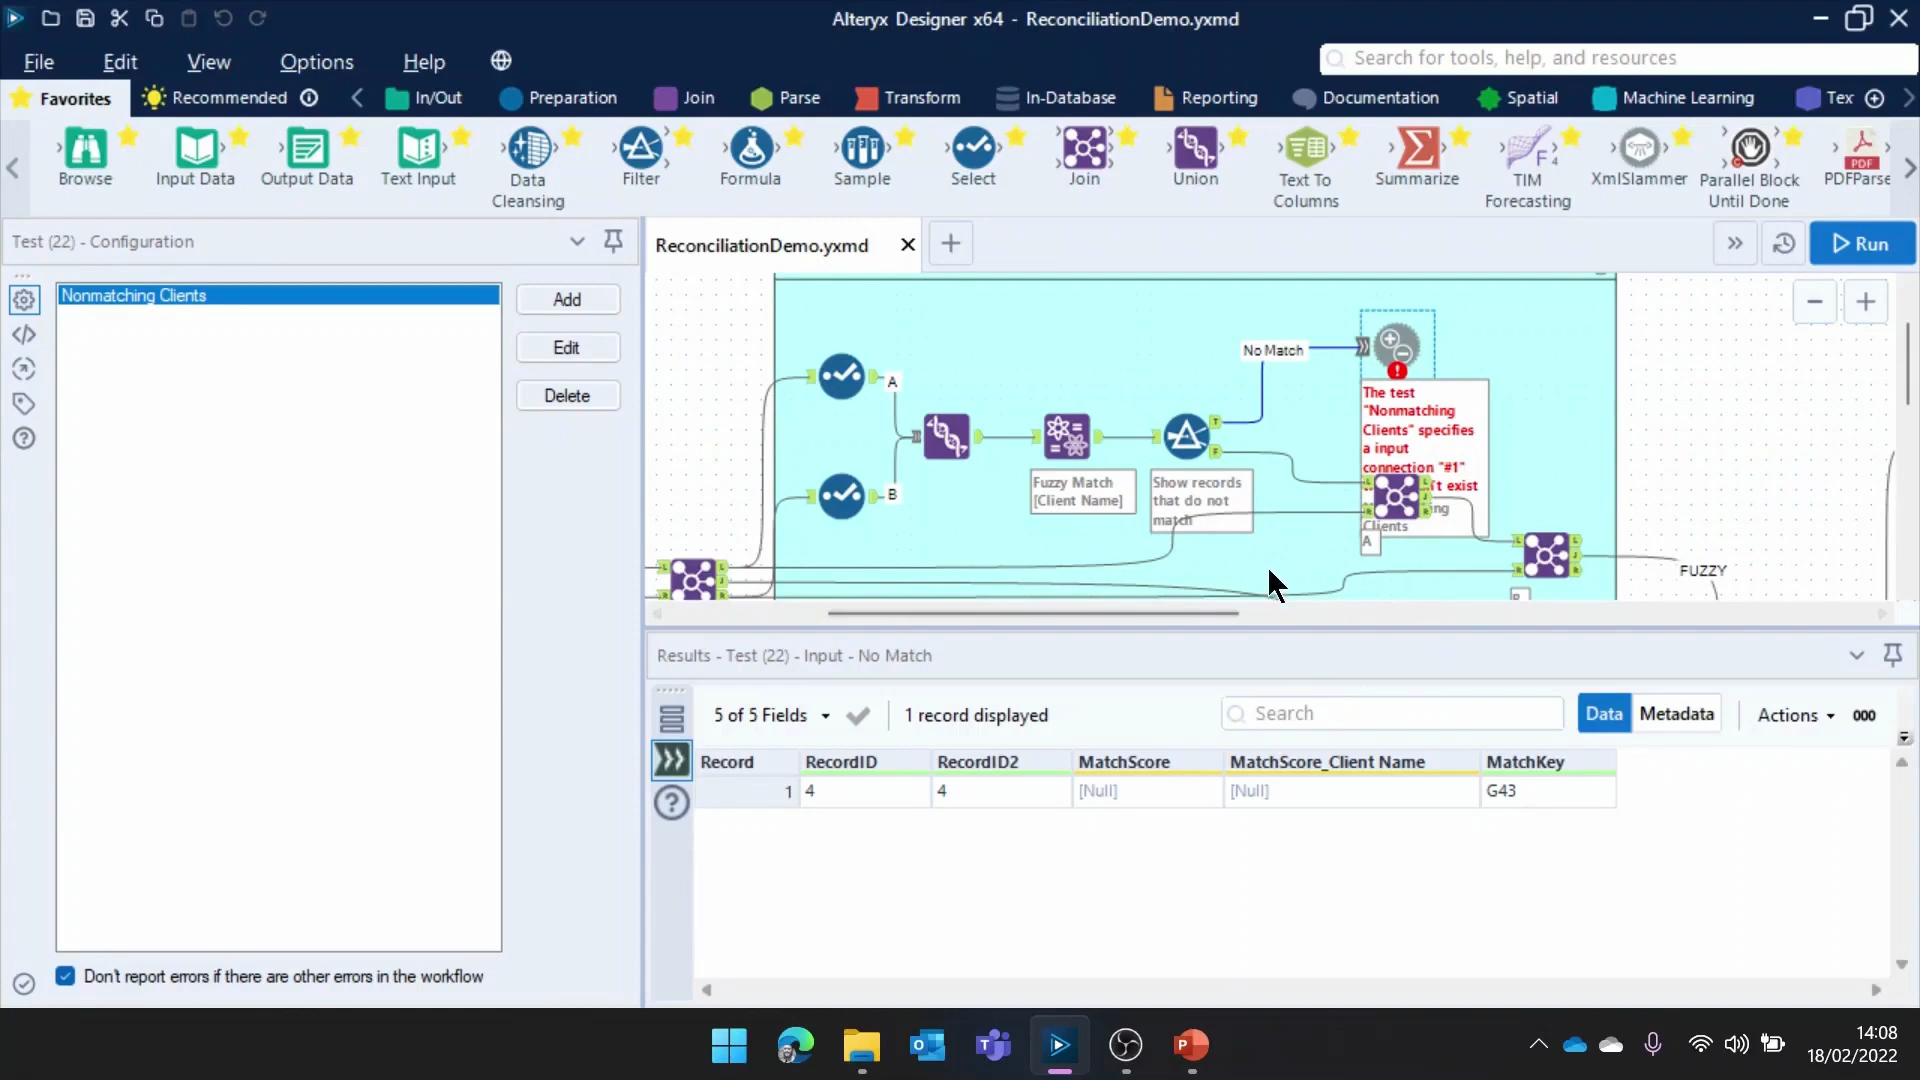 Alteryx Designer x64 - ReconciliationDemo.yxmd
File Edit View Options Help
Search for tools, help, and resources
Favorites Recommended In/Out Preparation Join Parse Transform In-Database Reporting Documentation Spatial Machine Learning Tex
Browse Input Data Output Data Text Input Data Cleansing Filter Formula Sample Select Join Union Text To Columns Summarize TIM Forecasting XmlSlammer Parallel Block Until Done PDFParse
Test (22) - Configuration
ReconciliationDemo.yxmd
Run
Nonmatching Clients
Add
Edit
Delete
Don't report errors if there are other errors in the workflow
No Match
A
B
T
F
Fuzzy Match
[Client Name]
Show records
that do not
match
The test
"Nonmatching
Clients" specifies
a input
connection "#1"
't exist
ng
Clients
A
FUZZY
Results - Test (22) - Input - No Match
5 of 5 Fields
1 record displayed
Search
Data Metadata
Actions
000
Record RecordID RecordID2 MatchScore MatchScore_Client Name MatchKey
1 4 4 [Null] [Null] G43
14:08
18/02/2022